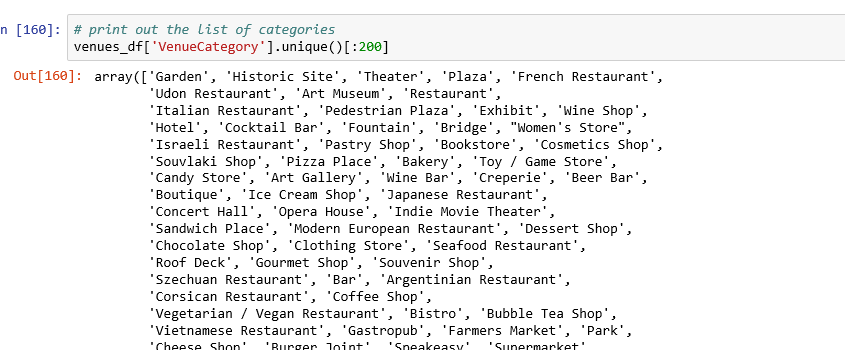 n [160]: # print out the list of categories
venues_df['VenueCategory'].unique()[:200]
Out[160]: array(['Garden', 'Historic Site', 'Theater', 'Plaza', 'French Restaurant',
'Udon Restaurant', 'Art Museum', 'Restaurant',
'Italian Restaurant', 'Pedestrian Plaza', 'Exhibit', 'Wine Shop',
'Hotel', 'Cocktail Bar', 'Fountain', 'Bridge', "Women's Store",
'Israeli Restaurant', 'Pastry Shop', 'Bookstore', 'Cosmetics Shop',
'Souvlaki Shop', 'Pizza Place', 'Bakery', 'Toy / Game Store',
'Candy Store', 'Art Gallery', 'Wine Bar', 'Creperie', 'Beer Bar',
'Boutique', 'Ice Cream Shop', 'Japanese Restaurant',
'Concert Hall', 'Opera House', 'Indie Movie Theater',
'Sandwich Place', 'Modern European Restaurant', 'Dessert Shop',
'Chocolate Shop', 'Clothing Store', 'Seafood Restaurant',
'Roof Deck', 'Gourmet Shop', 'Souvenir Shop',
'Szechuan Restaurant', 'Bar', 'Argentinian Restaurant',
'Corsican Restaurant', 'Coffee Shop',
'Vegetarian / Vegan Restaurant', 'Bistro', 'Bubble Tea Shop',
'Vietnamese Restaurant', 'Gastropub', 'Farmers Market', 'Park',
'Cheese Shop', 'Burger Joint', 'Speakeasy', 'Supermarket'